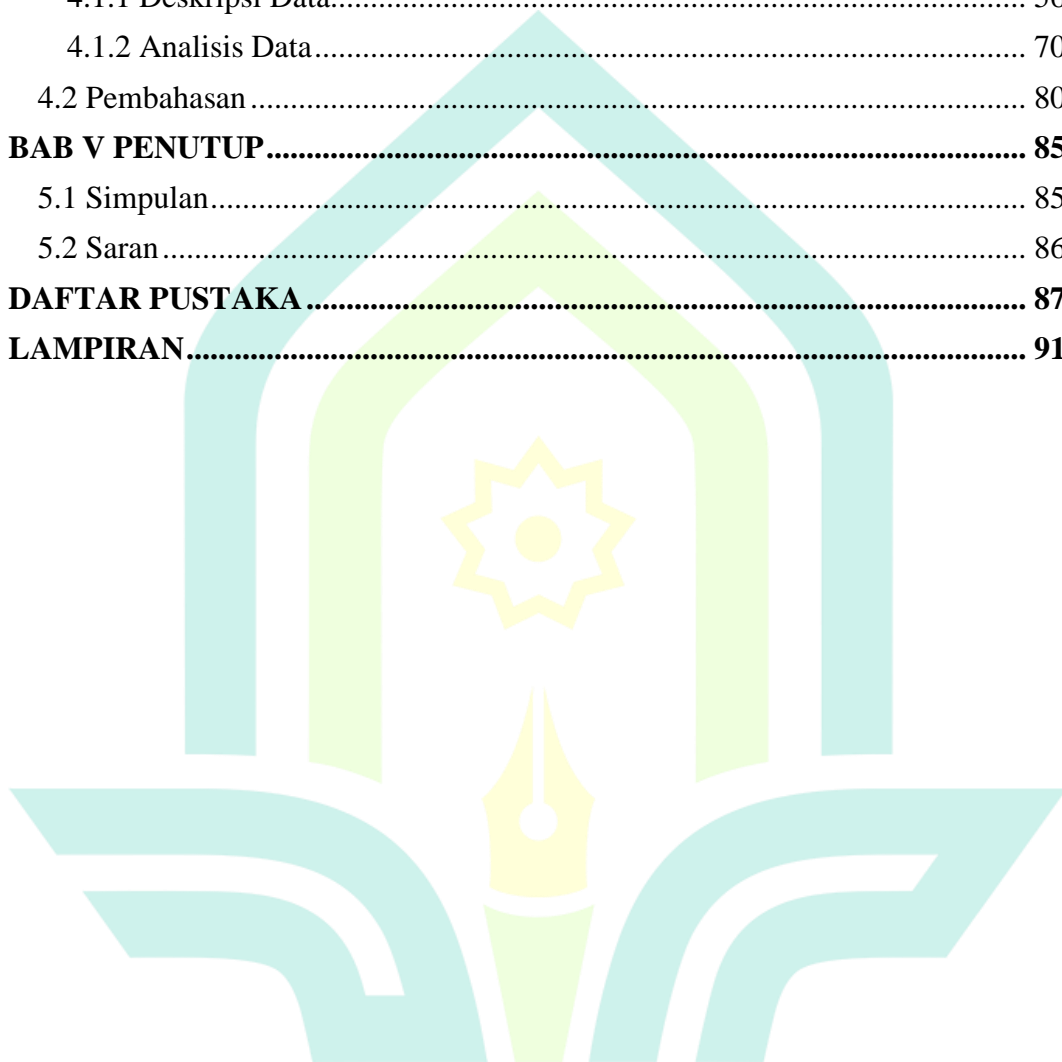 4.1.1 Deskripsi Data........................................................................................
4.1.2 Analisis Data......................................................................................... 70
4.2 Pembahasan................................................................................................. 80
BAB V PENUTUP............................................................................................... 85
5.1 Simpulan...................................................................................................... 85
5.2 Saran............................................................................................................ 86
DAFTAR PUSTAKA.......................................................................................... 87
LAMPIRAN......................................................................................................... 91